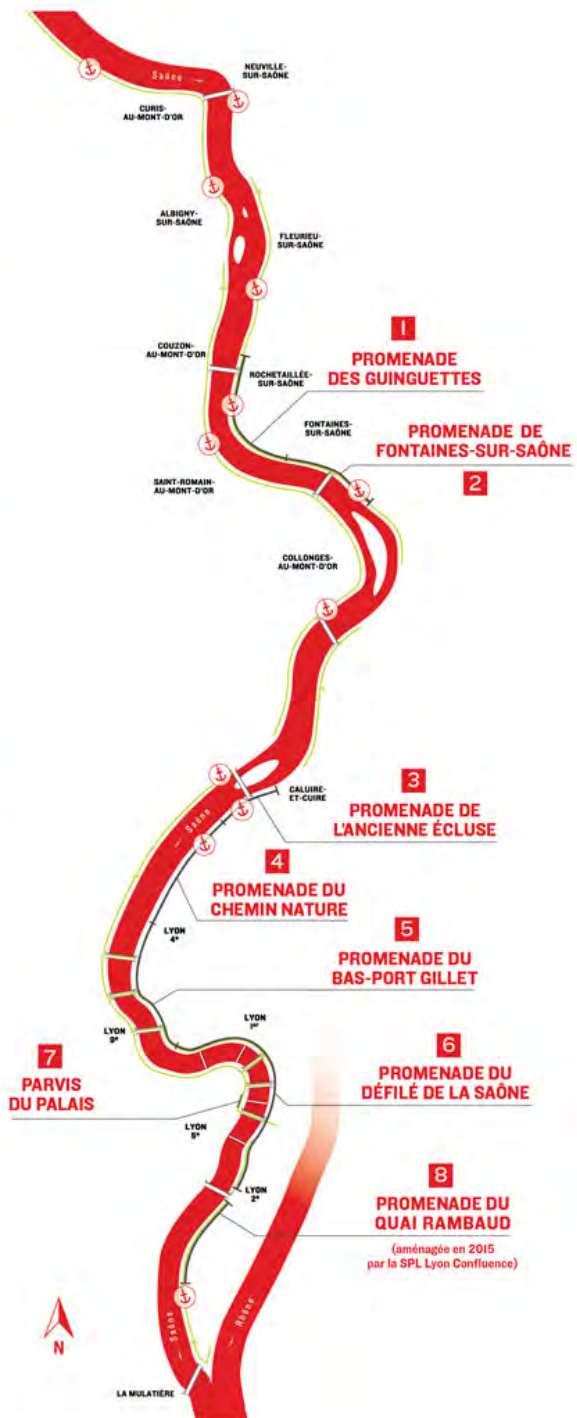 Saône
NEUVILLE-
SUR-SAÔNE
CURIS-
AU-MONT-D'OR
ALBIGNY-
SUR-SAÔNE
FLEURIEU-
SUR-SAÔNE
1
PROMENADE
DES GUINGUETTES
COUZON-
AU-MONT-D'OR
ROCHETAILLÉE-
SUR-SAÔNE
FONTAINES-
SUR-SAÔNE
PROMENADE DE
FONTAINES-SUR-SAÔNE
2
SAINT-ROMAIN-
AU-MONT-D'OR
COLLONGES-
AU-MONT-D'OR
CALUIRE-
ET-CUIRE
3
PROMENADE DE
L'ANCIENNE ÉCLUSE
Saône
4
PROMENADE DU
CHEMIN NATURE
LYON
4e
5
PROMENADE DU
BAS-PORT GILLET
LYON
9e
LYON
1er
7
PARVIS
DU PALAIS
6
PROMENADE DU
DÉFILÉ DE LA SAÔNE
LYON
5e
LYON
2e
8
PROMENADE DU
QUAI RAMBAUD
(aménagée en 2015
par la SPL Lyon Confluence)
Saône
Rhône
N
LA MULATIÈRE